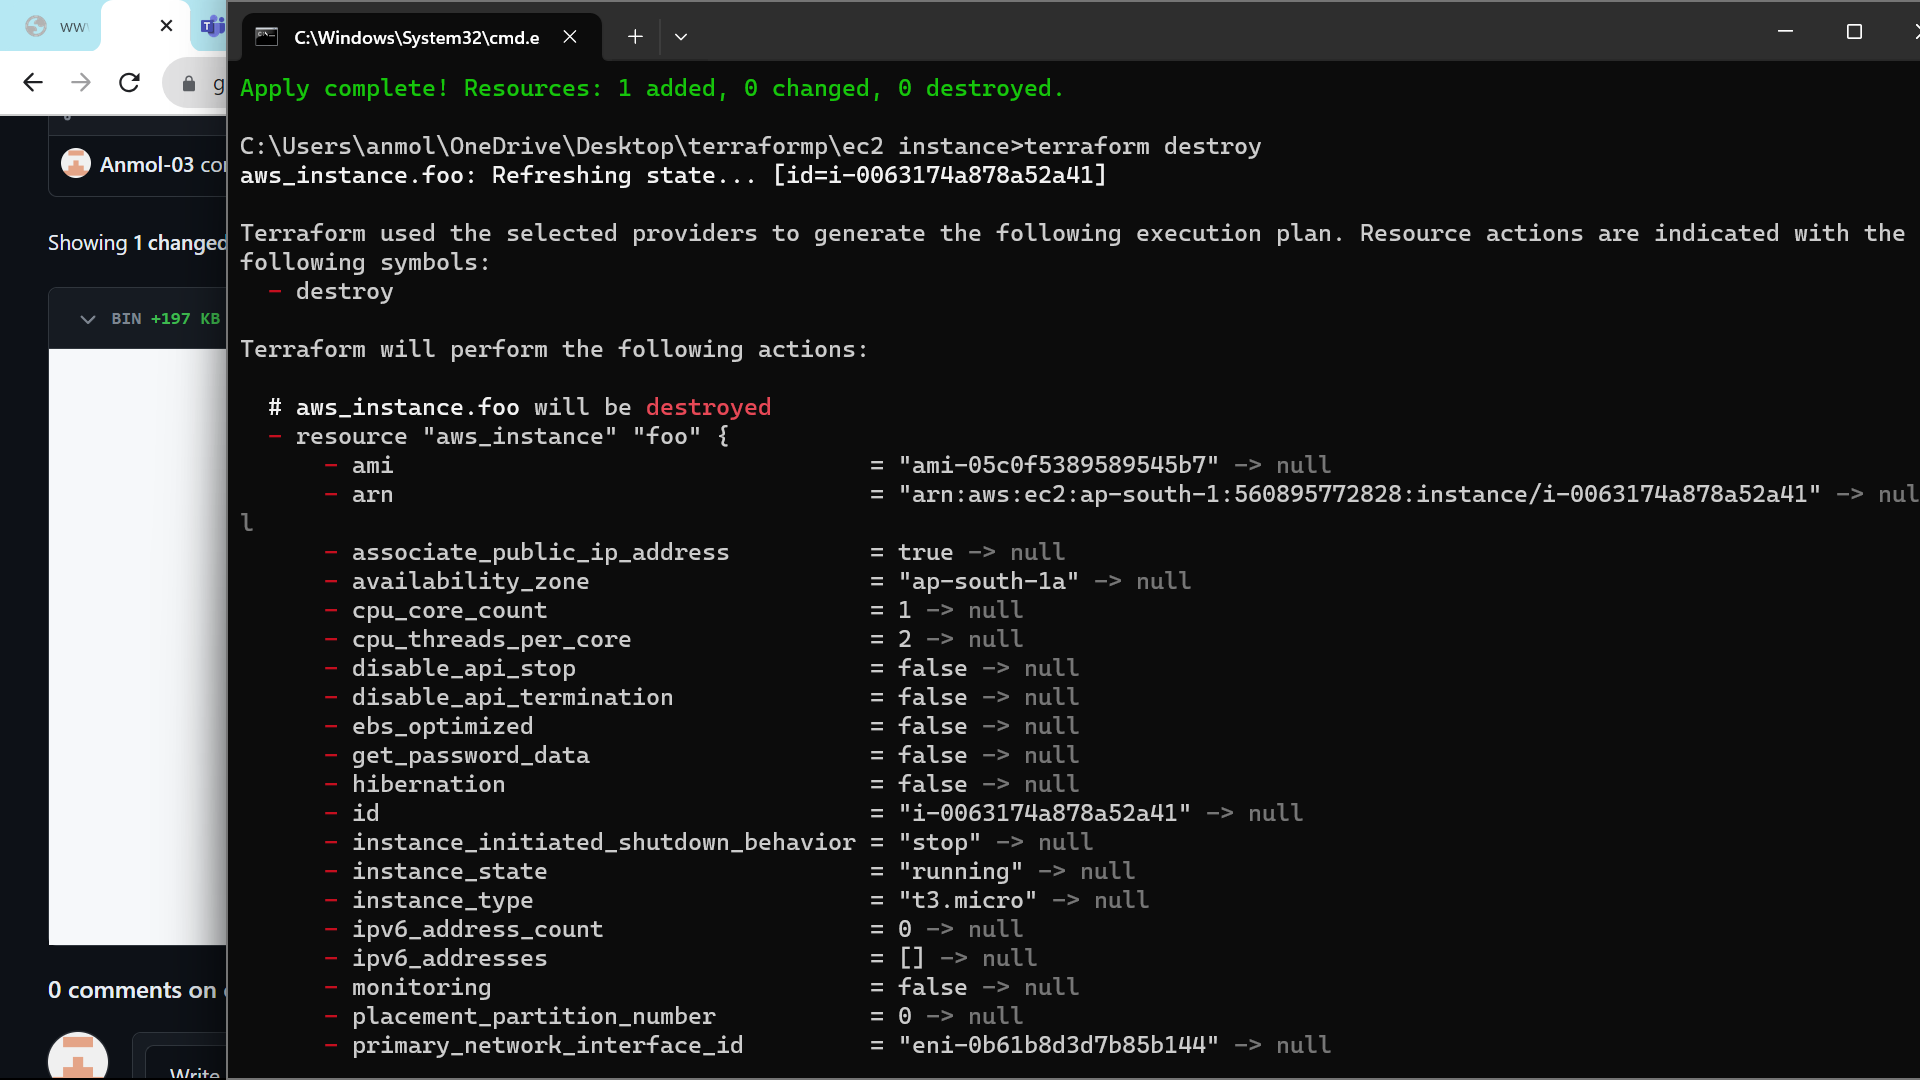 ww
C:\Windows\System32\cmd.e
g
Anmol-03 con
Showing 1 changed
BIN +197 KB
0 comments on
Write
Apply complete! Resources: 1 added, 0 changed, 0 destroyed.
C:\Users\anmol\OneDrive\Desktop\terraformp\ec2 instance>terraform destroy
aws_instance.foo: Refreshing state... [id=i-0063174a878a52a41]
Terraform used the selected providers to generate the following execution plan. Resource actions are indicated with the
following symbols:
- destroy
Terraform will perform the following actions:
# aws_instance.foo will be destroyed
- resource "aws_instance" "foo" {
- ami = "ami-05c0f5389589545b7" -> null
- arn = "arn:aws:ec2:ap-south-1:560895772828:instance/i-0063174a878a52a41" -> nul
l
- associate_public_ip_address = true -> null
- availability_zone = "ap-south-1a" -> null
- cpu_core_count = 1 -> null
- cpu_threads_per_core = 2 -> null
- disable_api_stop = false -> null
- disable_api_termination = false -> null
- ebs_optimized = false -> null
- get_password_data = false -> null
- hibernation = false -> null
- id = "i-0063174a878a52a41" -> null
- instance_initiated_shutdown_behavior = "stop" -> null
- instance_state = "running" -> null
- instance_type = "t3.micro" -> null
- ipv6_address_count = 0 -> null
- ipv6_addresses = [] -> null
- monitoring = false -> null
- placement_partition_number = 0 -> null
- primary_network_interface_id = "eni-0b61b8d3d7b85b144" -> null